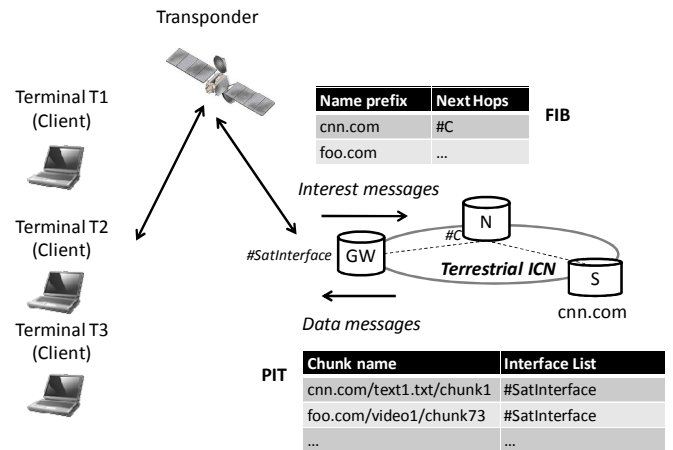 Transponder
Terminal T1
(Client)
Name prefix Next Hops
cnn.com #C
foo.com ...
FIB
Interest messages
Terminal T2
(Client)
N
#C
#SatInterface
GW
Terrestrial ICN
S
cnn.com
Data messages
Terminal T3
(Client)
PIT
Chunk name Interface List
cnn.com/text1.txt/chunk1 #SatInterface
foo.com/video1/chunk73 #SatInterface
... ...